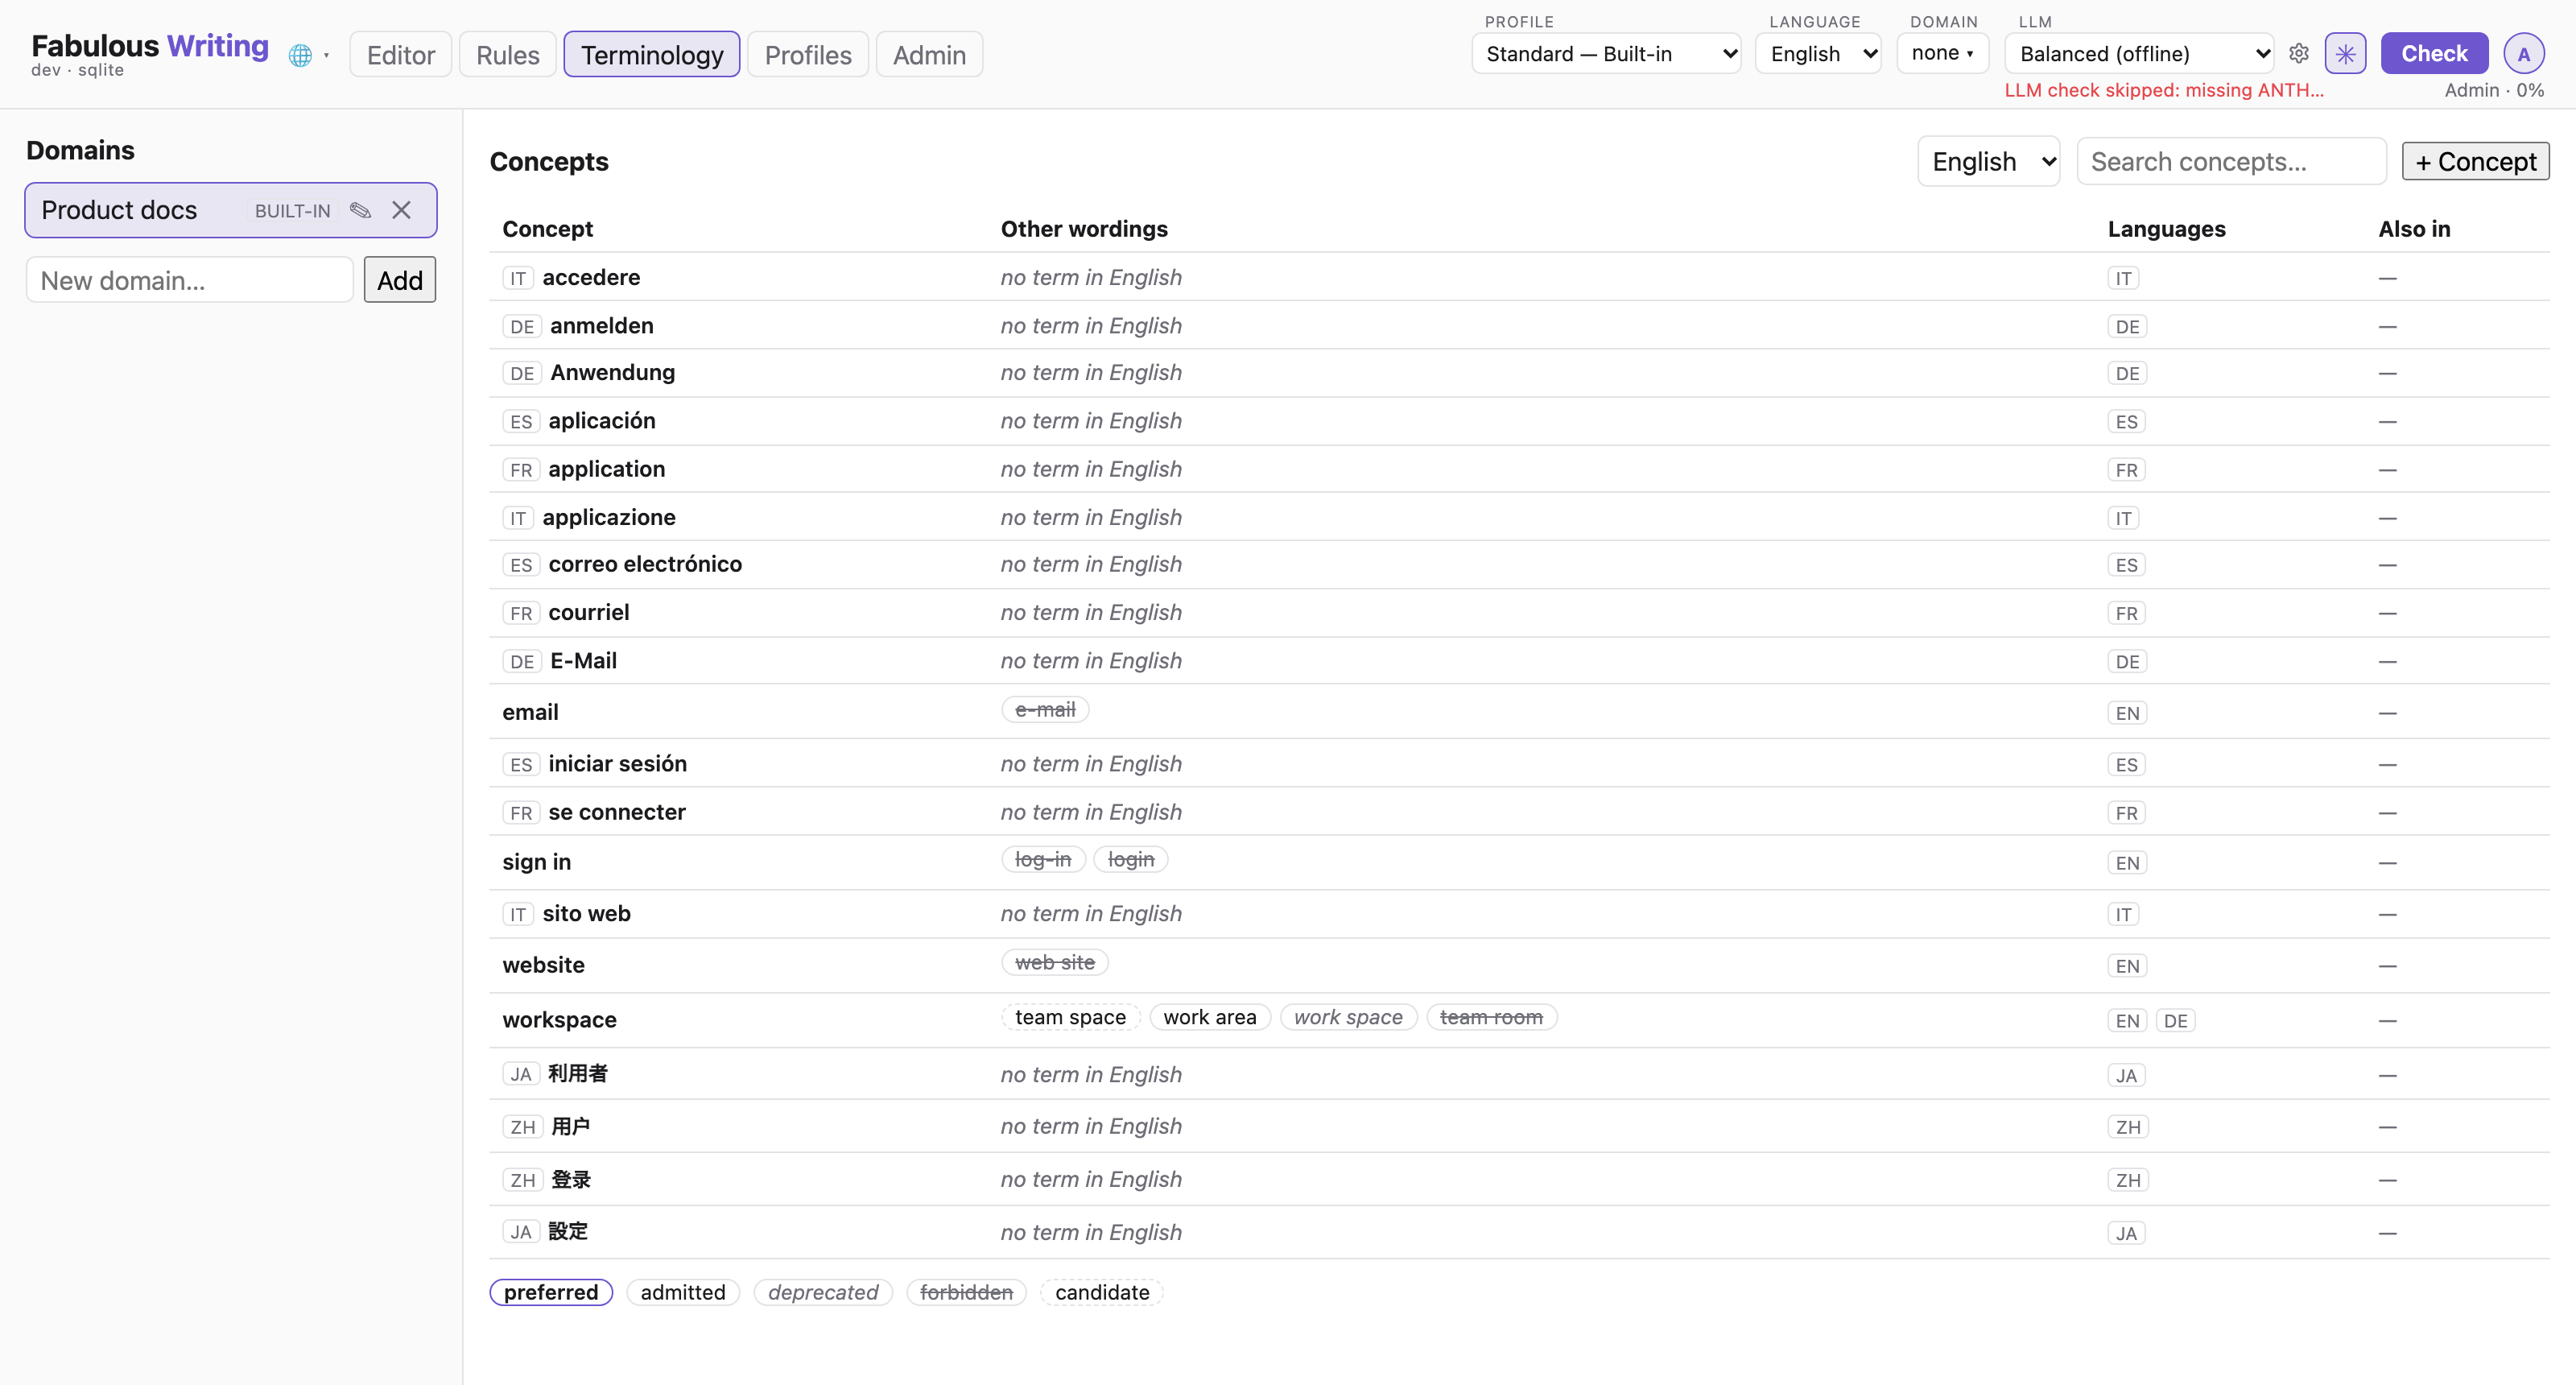 Fabulous Writing
dev · sqlite
Editor
Rules
Terminology
Profiles
Admin
PROFILE
Standard — Built-in
LANGUAGE
English
DOMAIN
none
LLM
Balanced (offline)
Check
A
LLM check skipped: missing ANTH...
Admin · 0%
Domains
Product docs BUILT-IN
New domain...
Add
Concepts
English
Search concepts...
+ Concept
Concept Other wordings Languages Also in
IT accedere no term in English IT —
DE anmelden no term in English DE —
DE Anwendung no term in English DE —
ES aplicación no term in English ES —
FR application no term in English FR —
IT applicazione no term in English IT —
ES correo electrónico no term in English ES —
FR courriel no term in English FR —
DE E-Mail no term in English DE —
email e-mail EN —
ES iniciar sesión no term in English ES —
FR se connecter no term in English FR —
sign in log-in login EN —
IT sito web no term in English IT —
website web site EN —
workspace team space work area work space team room EN DE —
JA 利用者 no term in English JA —
ZH 用户 no term in English ZH —
ZH 登录 no term in English ZH —
JA 設定 no term in English JA —
preferred admitted deprecated forbidden candidate